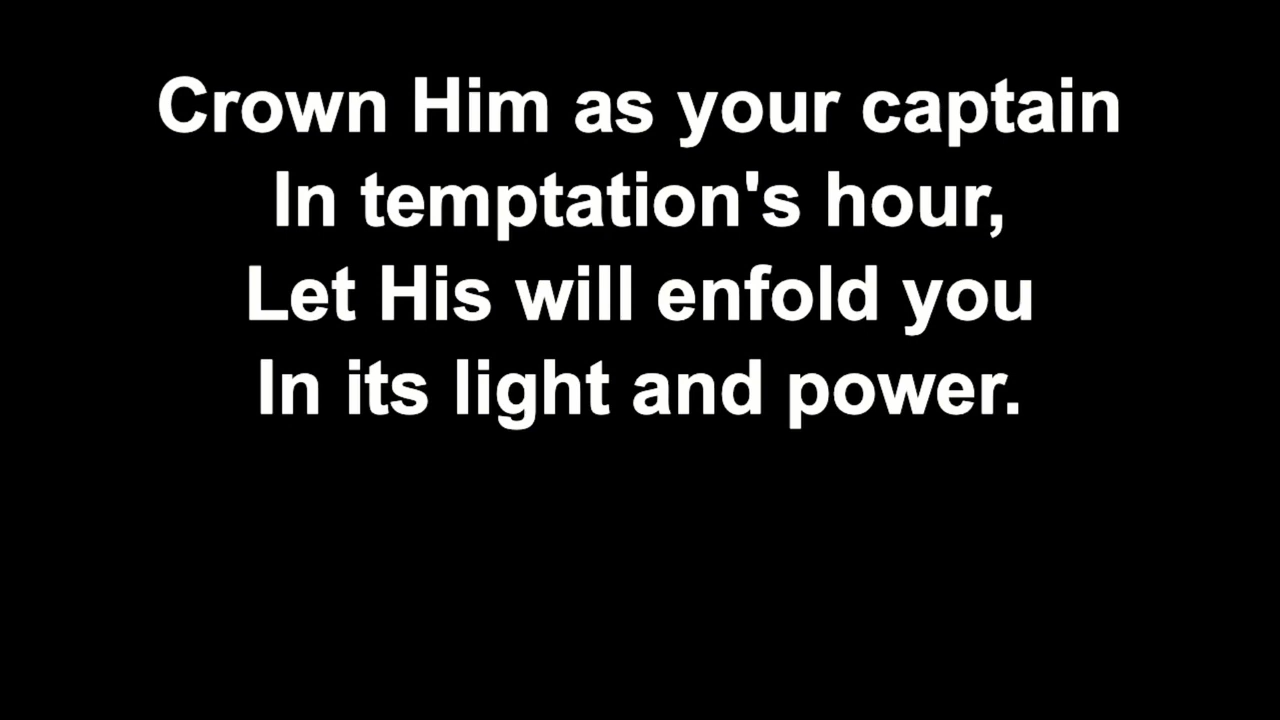 Crown Him as your captain
In temptation's hour,
Let His will enfold you
In its light and power.